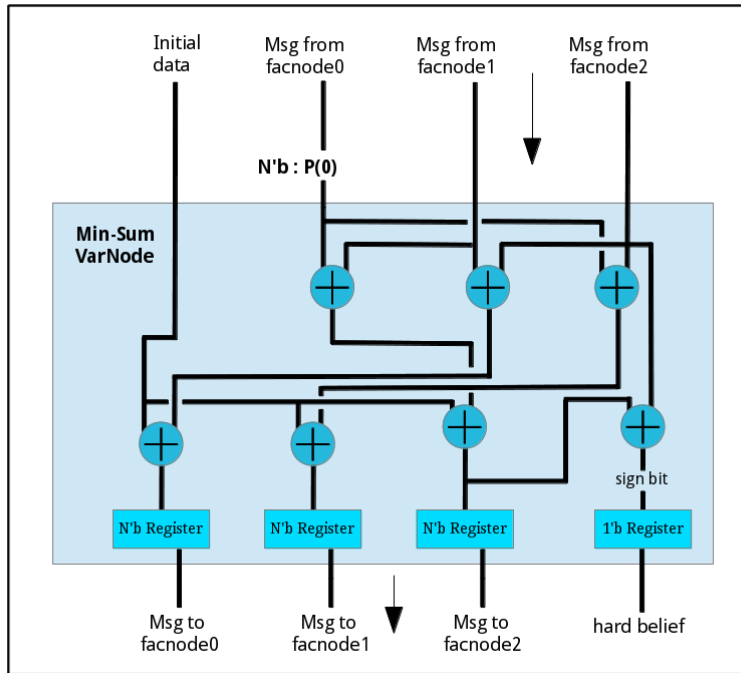 Initial
data
Msg from
facnode0
Msg from
facnode1
Msg from
facnode2
N'b : P(0)
Min-Sum
VarNode
sign bit
N'b Register
N'b Register
N'b Register
1'b Register
Msg to
facnode0
Msg to
facnode1
Msg to
facnode2
hard belief